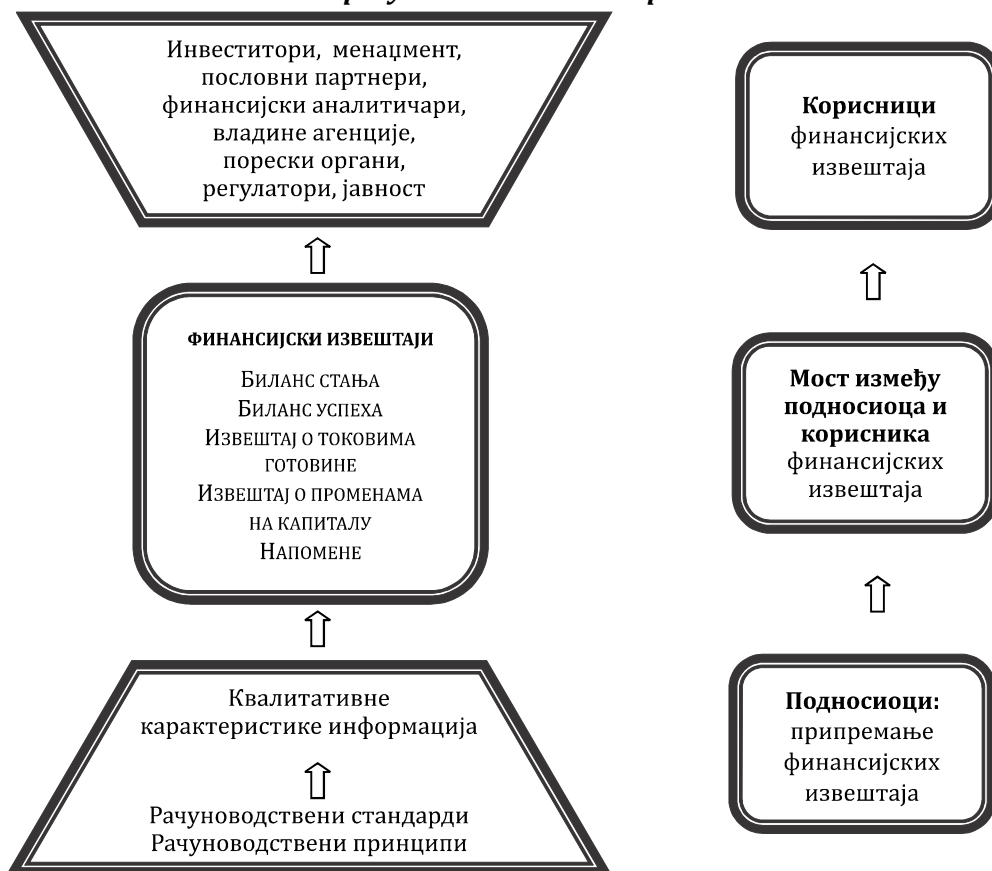 Инвеститори, менаџмент,
пословни партнери,
финансијски аналитичари,
владине агенције,
порески органи,
регулатори, јавност
Корисници
финансијских
извештаја
ФИНАНСИЈСКИ ИЗВЕШТАЈИ
БИЛАНС СТАЊА
БИЛАНС УСПЕХА
ИЗВЕШТАЈ О ТОКОВИМА
ГОТОВИНЕ
ИЗВЕШТАЈ О ПРОМЕНАМА
НА КАПИТАЛУ
НАПОМЕНЕ
Мост између
подносиоца и
корисника
финансијских
извештаја
Квалитативне
карактеристике информација
Рачуноводствени стандарди
Рачуноводствени принципи
Подносиоци:
припремање
финансијских
извештаја